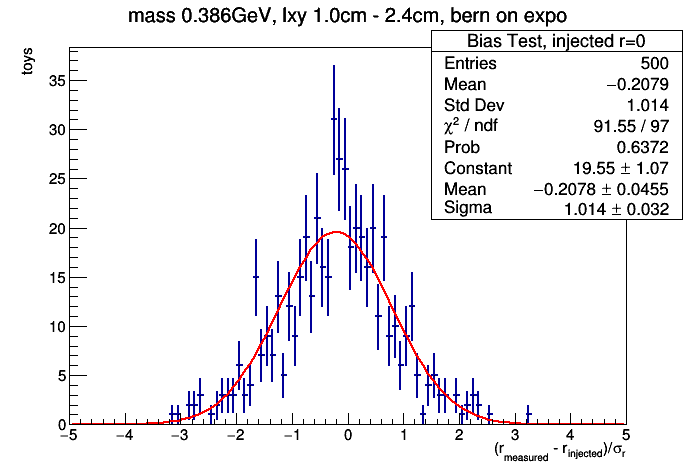 mass 0.386GeV, lxy 1.0cm - 2.4cm, bern on expo
Bias Test, injected r=0
Entries 500
Mean −0.2079
Std Dev 1.014
χ² / ndf 91.55 / 97
Prob 0.6372
Constant 19.55 ± 1.07
Mean −0.2078 ± 0.0455
Sigma 1.014 ± 0.032
toys
35
30
25
20
15
10
5
0
−5 −4 −3 −2 −1 0 1 2 3 4 5
(r_measured - r_injected)/σ_r